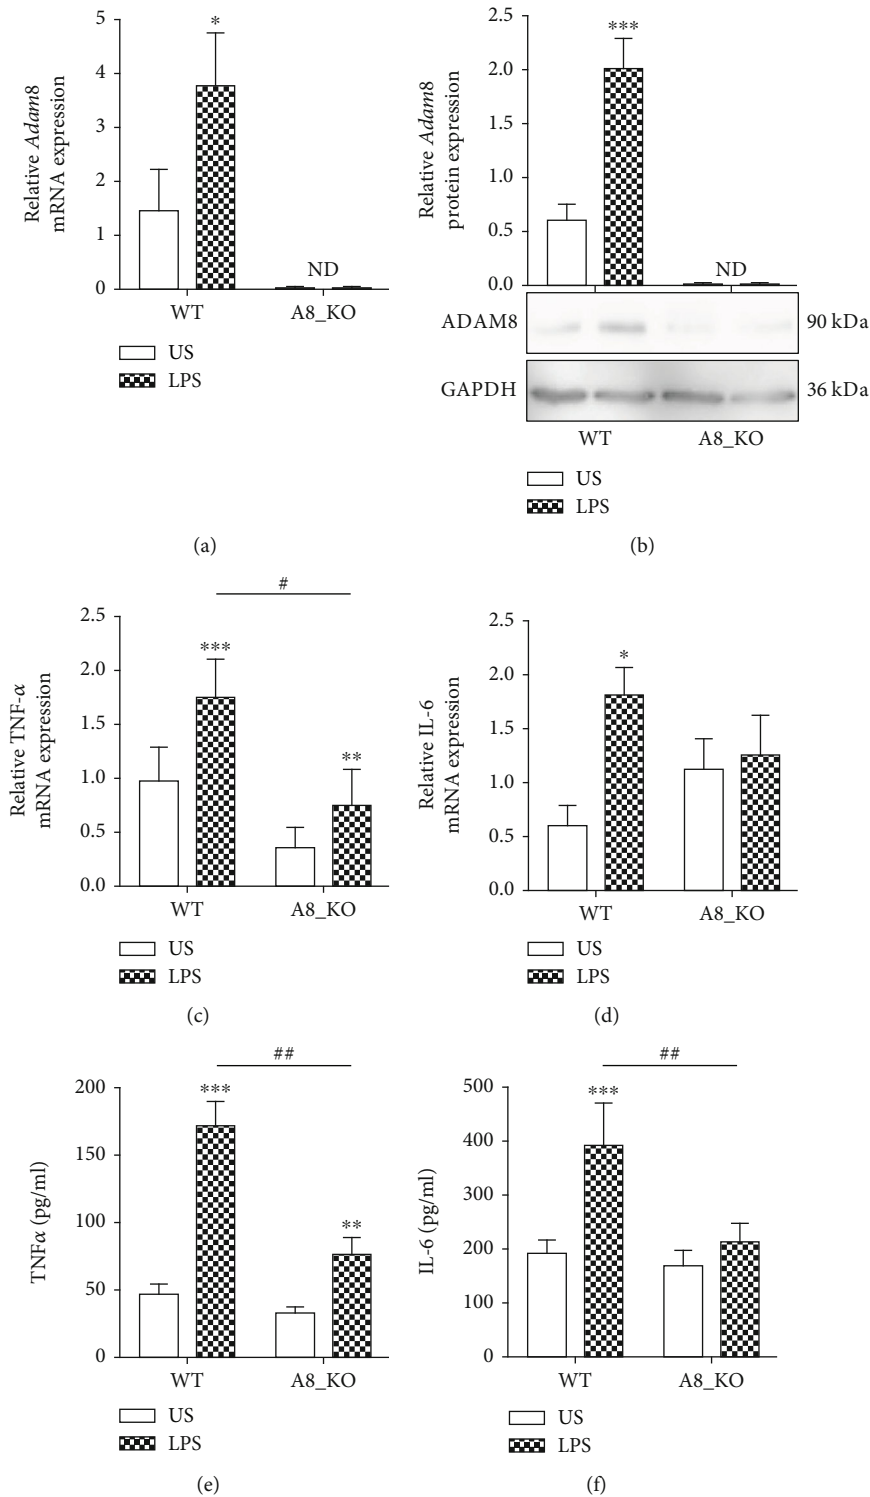 Relative Adam8
mRNA expression
5
4
3
2
1
0
*
ND
WT
A8_KO
US
LPS
(a)
Relative Adam8
protein expression
2.5
2.0
1.5
1.0
0.5
0.0
***
ND
ADAM8
90 kDa
GAPDH
36 kDa
WT
A8_KO
US
LPS
(b)
Relative TNF-α
mRNA expression
2.5
2.0
1.5
1.0
0.5
0.0
#
***
**
WT
A8_KO
US
LPS
(c)
Relative IL-6
mRNA expression
2.5
2.0
1.5
1.0
0.5
0.0
*
WT
A8_KO
US
LPS
(d)
TNFα (pg/ml)
200
150
100
50
0
##
***
**
WT
A8_KO
US
LPS
(e)
IL-6 (pg/ml)
500
400
300
200
100
0
##
***
WT
A8_KO
US
LPS
(f)